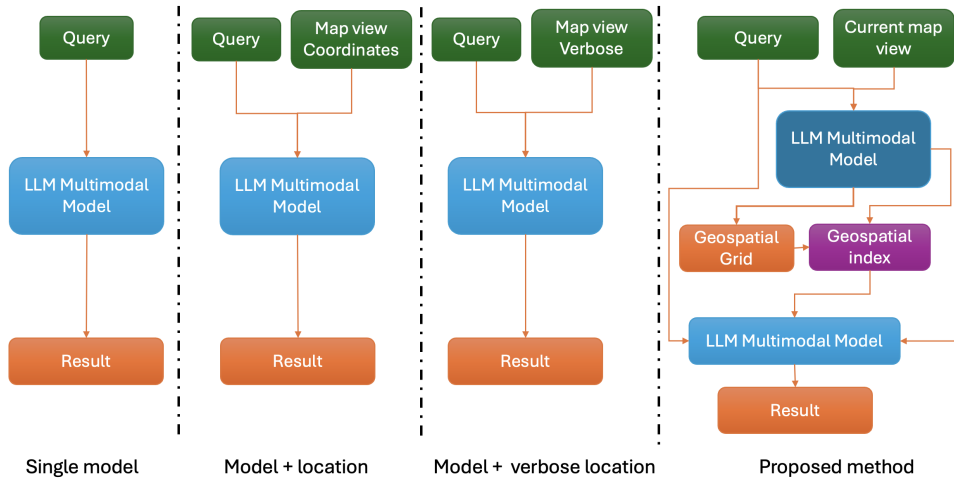 Query
LLM Multimodal
Model
Result
Single model
Query
Map view
Coordinates
LLM Multimodal
Model
Result
Model + location
Query
Map view
Verbose
LLM Multimodal
Model
Result
Model + verbose location
Query
Current map
view
LLM Multimodal
Model
Geospatial
Grid
Geospatial
index
LLM Multimodal Model
Result
Proposed method